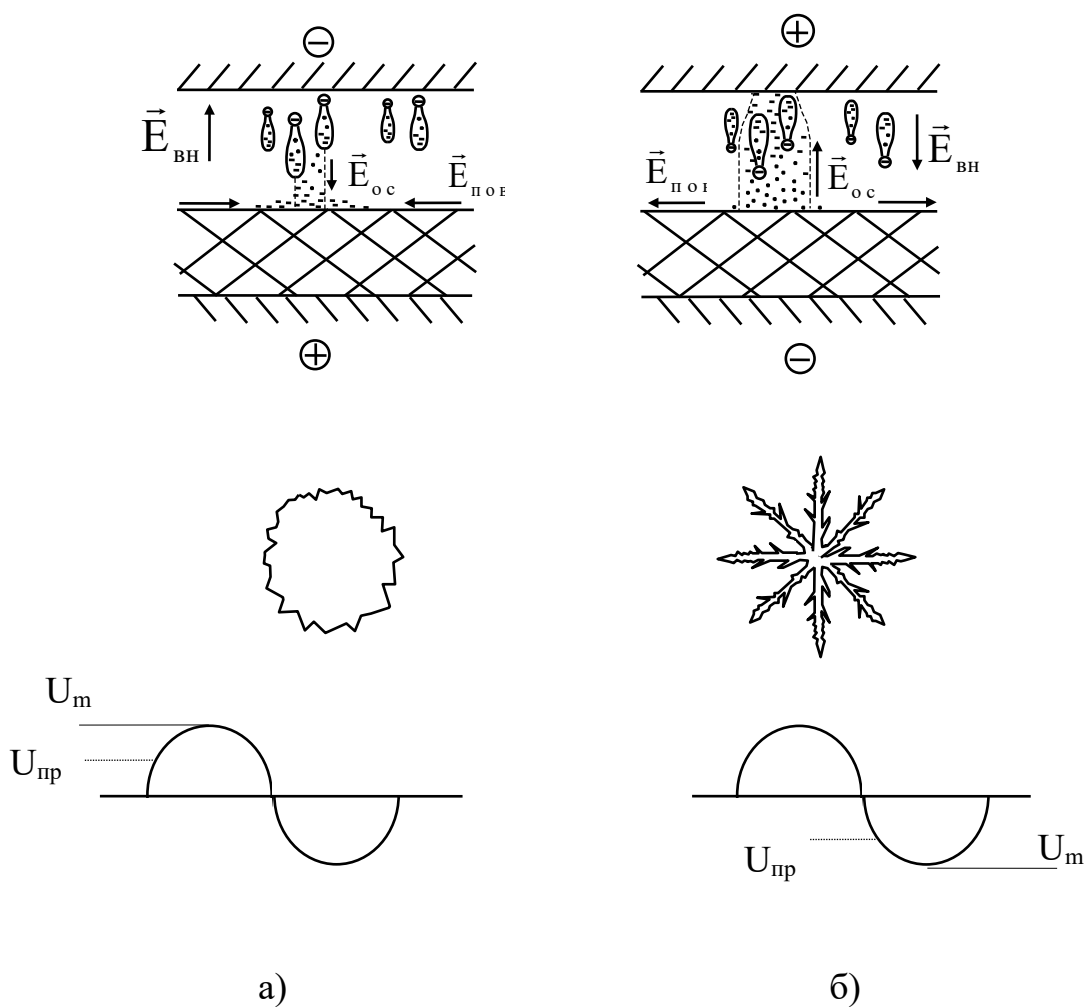 ⊖ ⊕
E⃗вн E⃗ос E⃗пов E⃗пов E⃗ос E⃗вн
⊕ ⊖
Um
Uпр
Uпр Um
а) б)